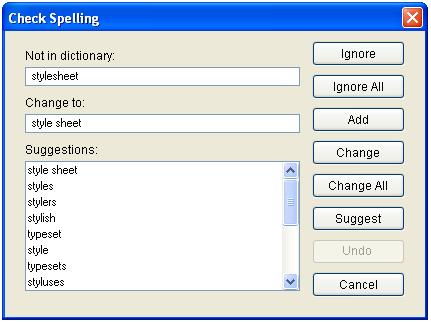 Check Spelling
Not in dictionary:
stylesheet
Change to:
style sheet
Suggestions:
style sheet
styles
stylers
stylish
typeset
style
typesets
styluses
Ignore
Ignore All
Add
Change
Change All
Suggest
Undo
Cancel